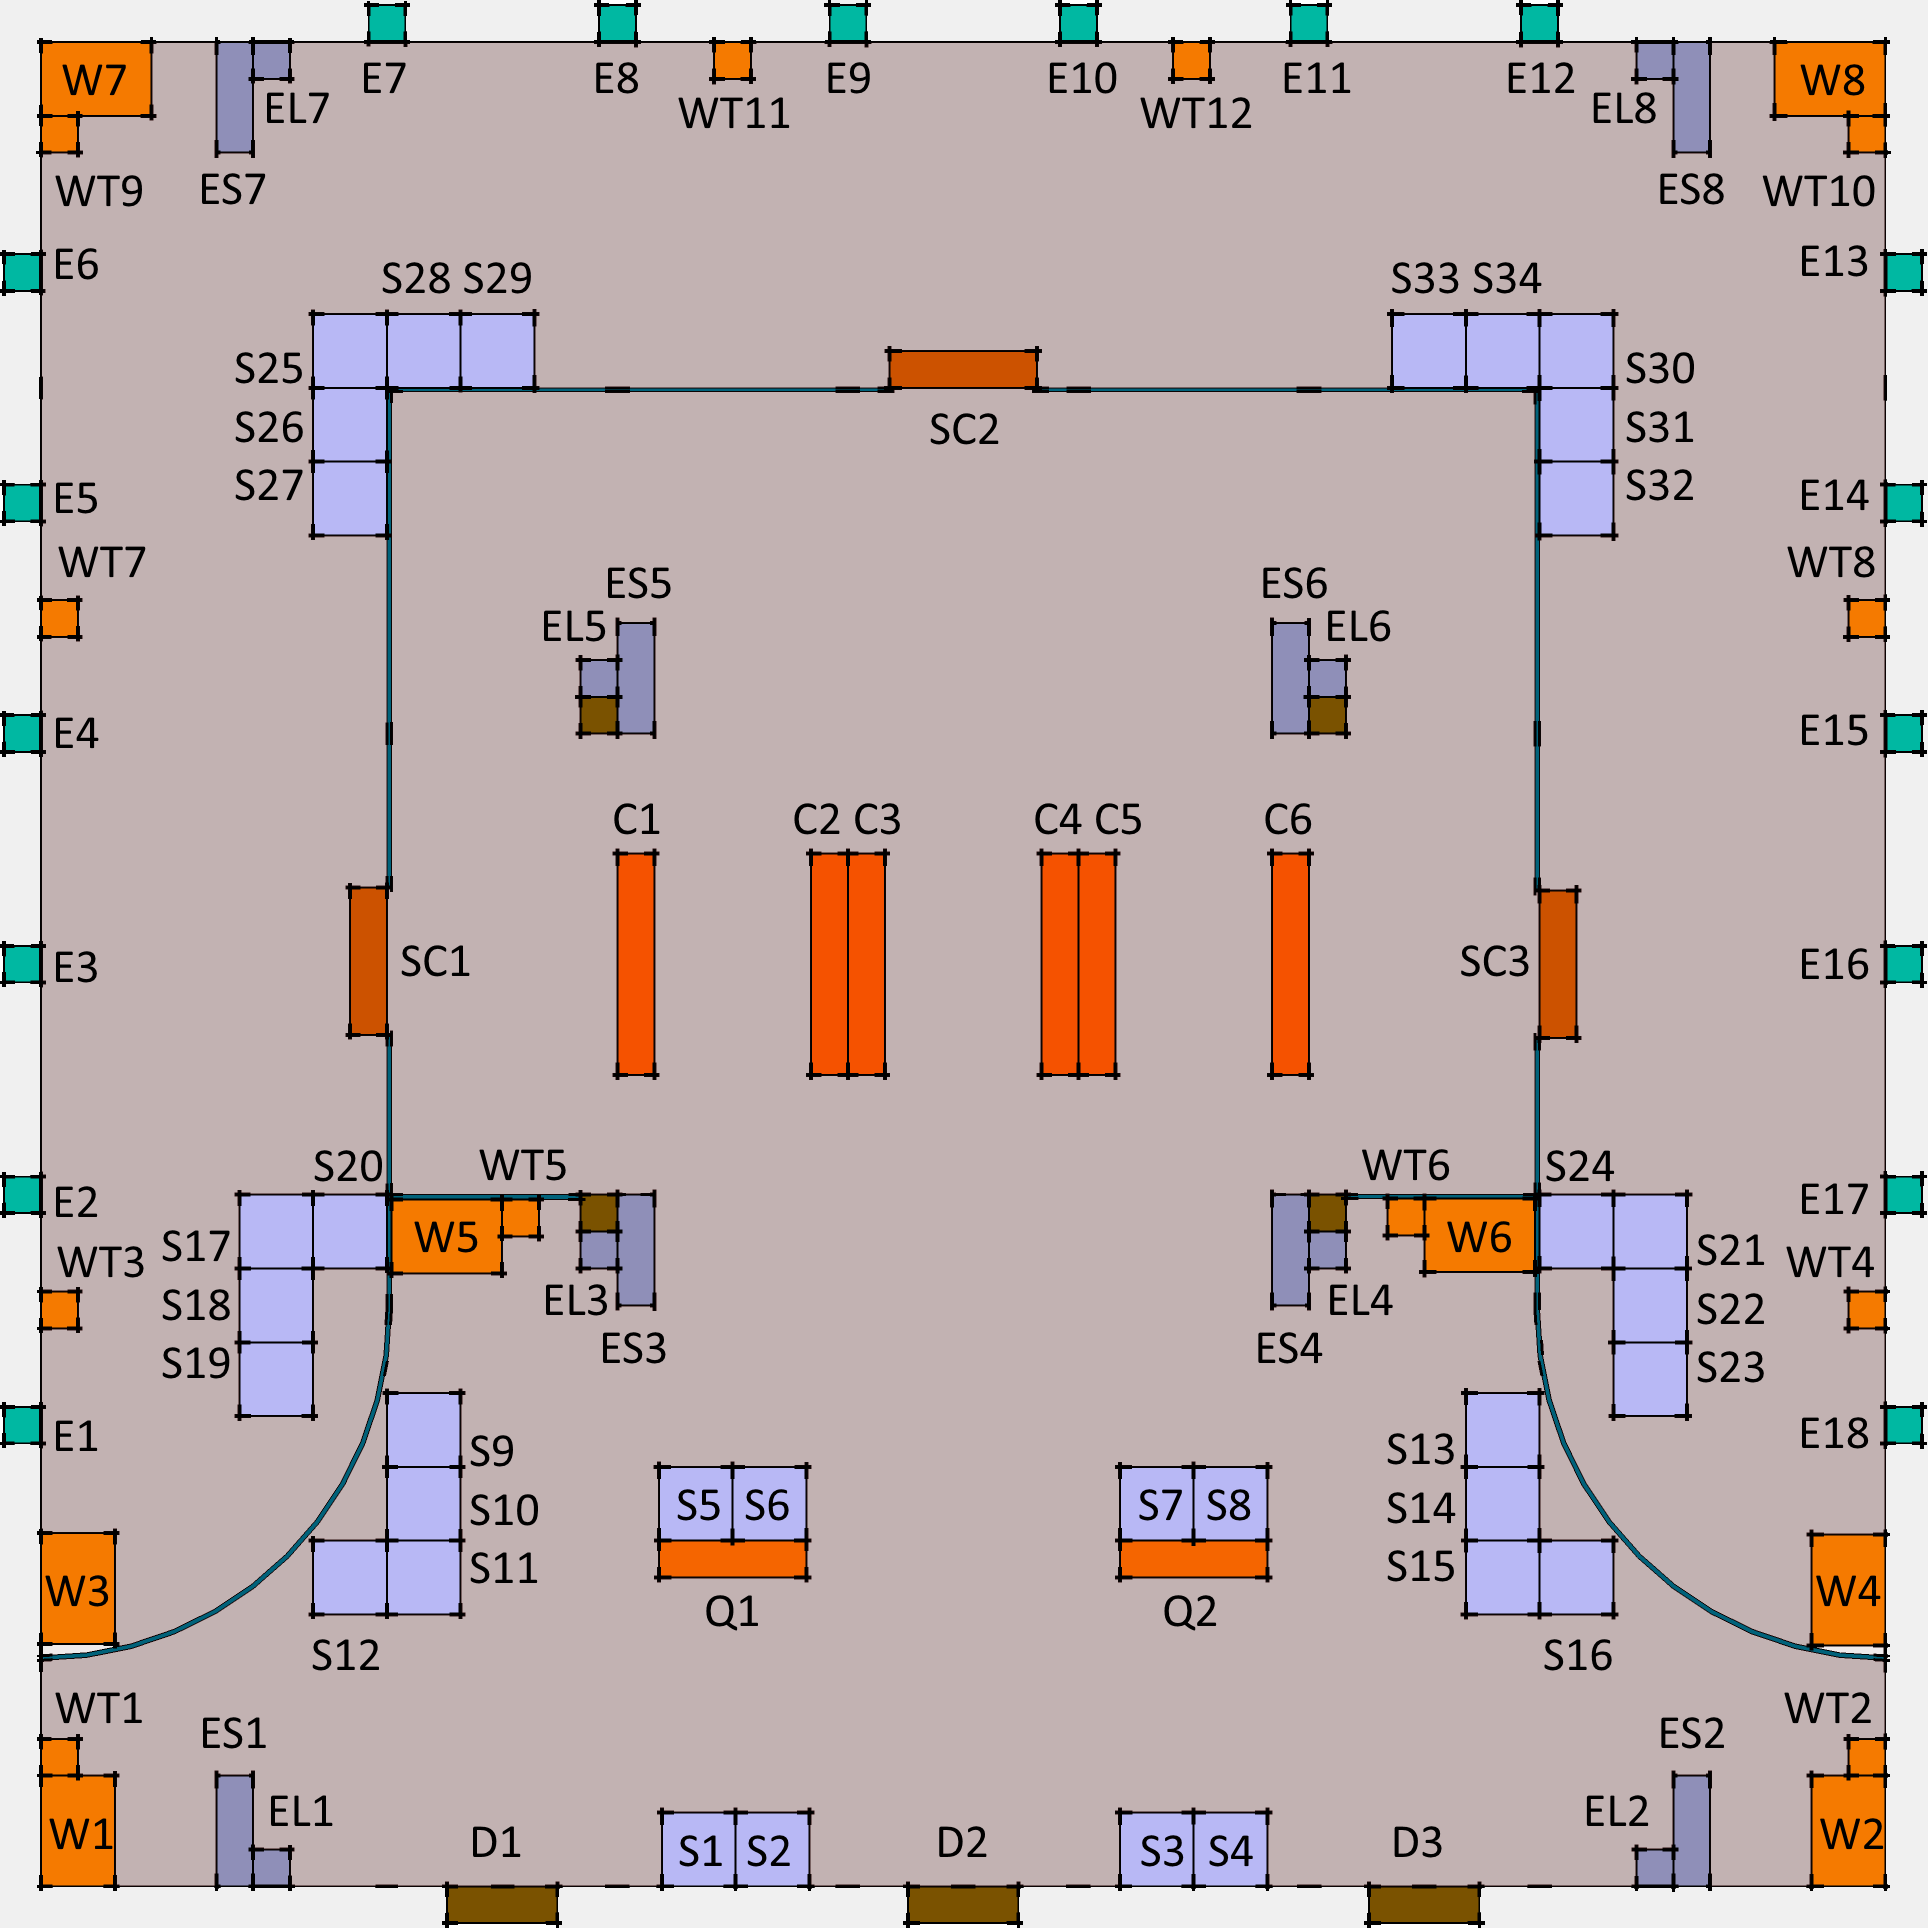 W7 E7 E8 E9 E10 E11 E12 W8
EL7 WT11 WT12 EL8
WT9 ES7 ES8 WT10
E6 E13
S28 S29 S33 S34
S25 S30
S26 SC2 S31
S27 S32
E5 E14
WT7 WT8
ES5 ES6
EL5 EL6
E4 E15
C1 C2 C3 C4 C5 C6
E3 SC1 SC3 E16
S20 WT5 WT6 S24
E2 E17
S17 W5 W6 S21
WT3 WT4
S18 EL3 EL4 S22
S19 ES3 ES4 S23
E1 E18
S9 S13
S10 S5 S6 S7 S8 S14
S11 S15
W3 Q1 Q2 W4
S12 S16
WT1 WT2
ES1 ES2
EL1 EL2
W1 D1 S1 S2 D2 S3 S4 D3 W2